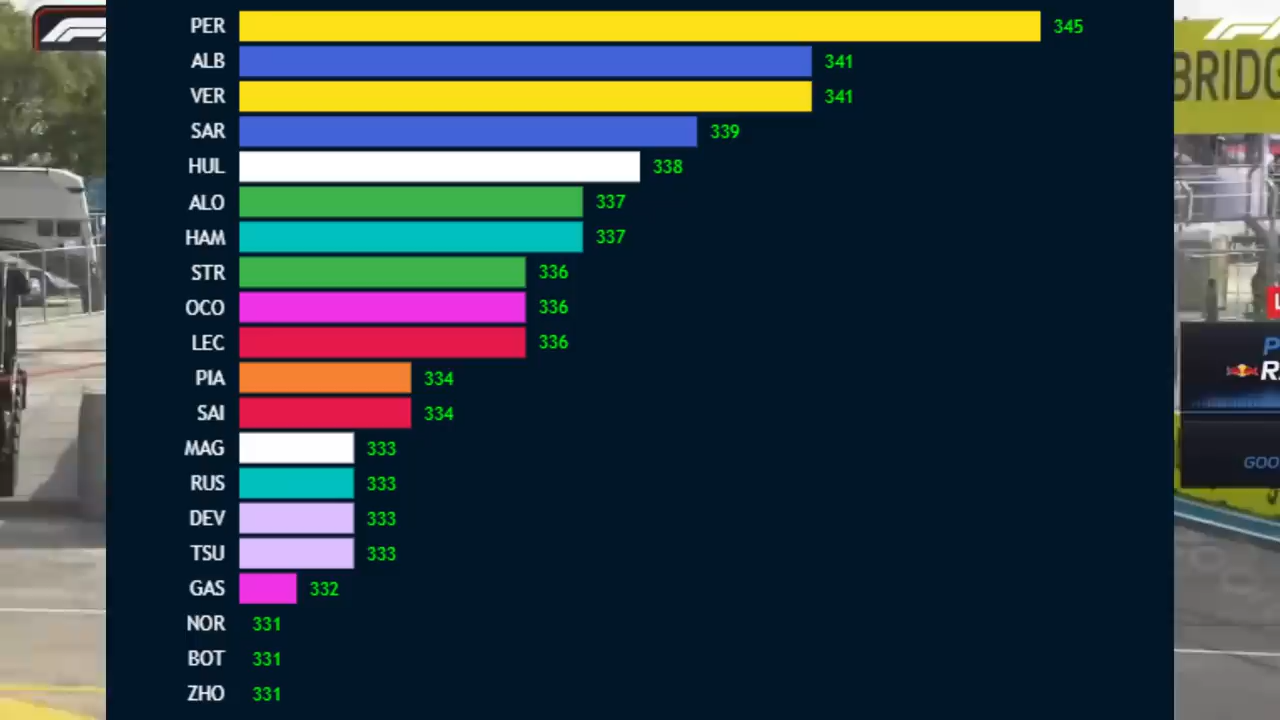 PER 345
ALB 341
VER 341
SAR 339
HUL 338
ALO 337
HAM 337
STR 336
OCO 336
LEC 336
PIA 334
SAI 334
MAG 333
RUS 333
DEV 333
TSU 333
GAS 332
NOR 331
BOT 331
ZHO 331
BRIDG
P
R
GOO